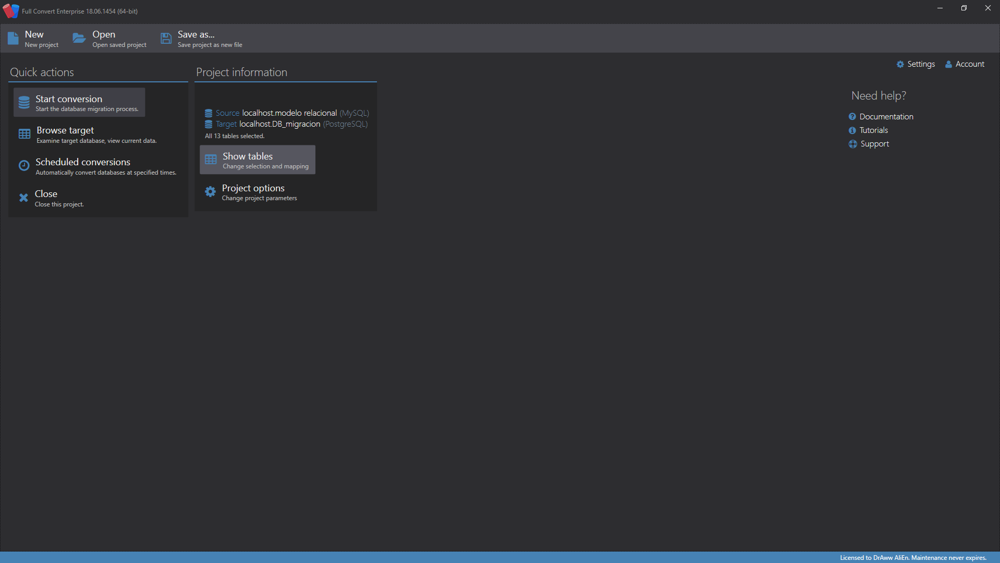 Full Convert Enterprise 18.06.1454 (64-bit)
New
New project
Open
Open saved project
Save as...
Save project as new file
Settings
Account
Quick actions
Start conversion
Start the database migration process.
Browse target
Examine target database, view current data.
Scheduled conversions
Automatically convert databases at specified times.
Close
Close this project.
Project information
Source localhost.modelo relacional (MySQL)
Target localhost.DB_migracion (PostgreSQL)
All 13 tables selected.
Show tables
Change selection and mapping
Project options
Change project parameters
Need help?
Documentation
Tutorials
Support
Licensed to DrAww AliEn. Maintenance never expires.